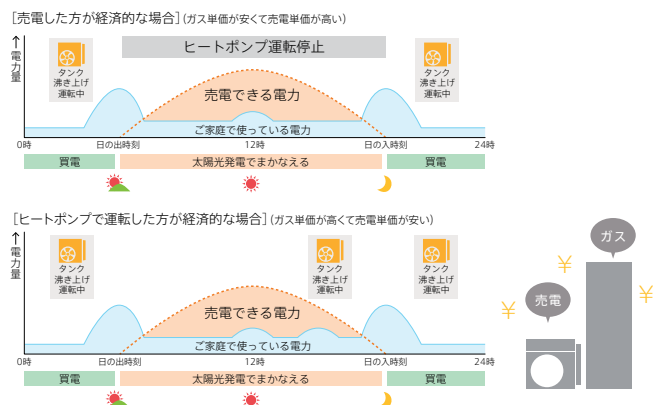 [売電した方が経済的な場合](ガス単価が安くて売電単価が高い)
↑電力量
タンク
沸き上げ
運転中
ヒートポンプ運転停止
タンク
沸き上げ
運転中
売電できる電力
ご家庭で使っている電力
0時 日の出時刻 12時 日の入時刻 24時
買電 太陽光発電でまかなえる 買電
[ヒートポンプで運転した方が経済的な場合](ガス単価が高くて売電単価が安い)
↑電力量
タンク
沸き上げ
運転中
タンク
沸き上げ
運転中
タンク
沸き上げ
運転中
売電できる電力
ご家庭で使っている電力
0時 日の出時刻 12時 日の入時刻 24時
買電 太陽光発電でまかなえる 買電
ガス
¥
売電
¥
¥